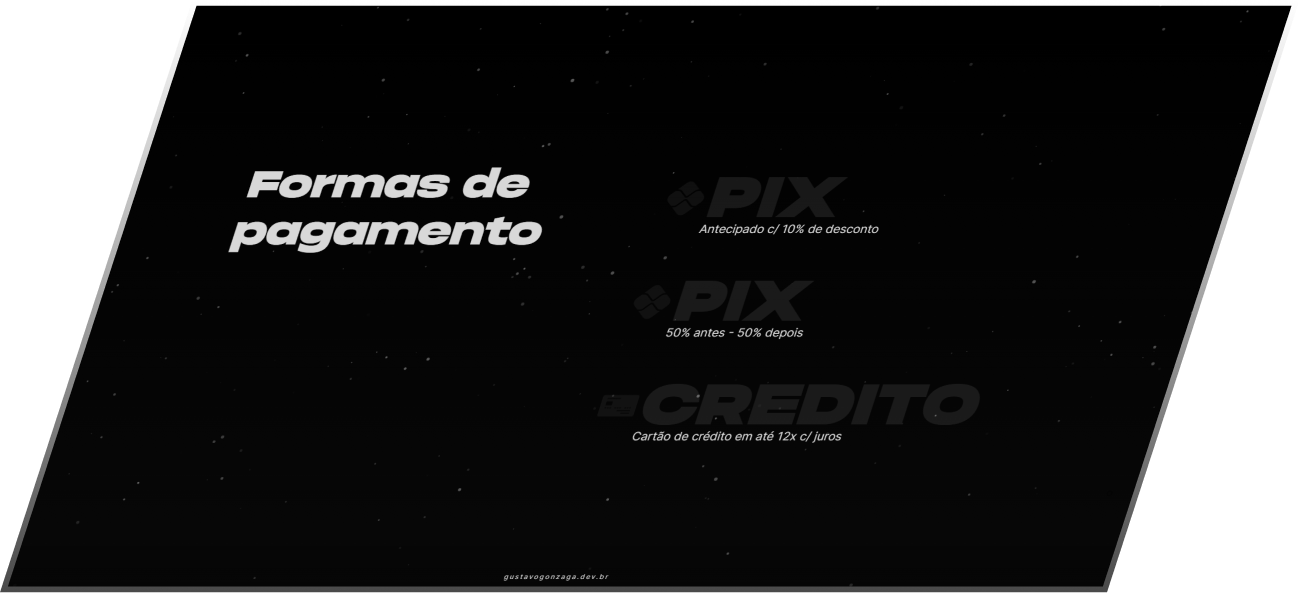 Formas de
pagamento
PIX
Antecipado c/ 10% de desconto
PIX
50% antes - 50% depois
CREDITO
Cartão de crédito em até 12x c/ juros
gustavogonzaga.dev.br